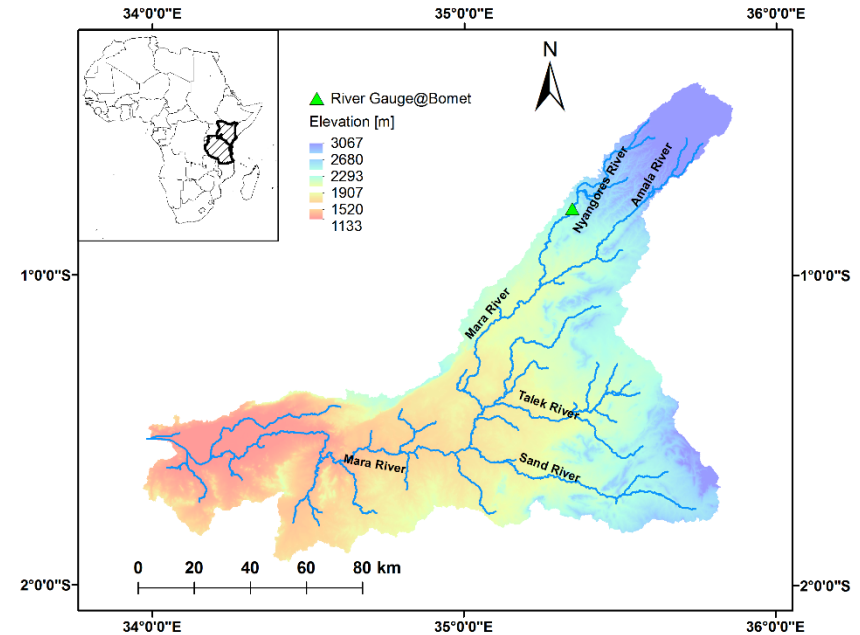 34°0'0"E
35°0'0"E
36°0'0"E
N
River Gauge@Bomet
Elevation [m]
3067
2680
2293
1907
1520
1133
Nyangores River
Amala River
1°0'0"S
1°0'0"S
Mara River
Talek River
Mara River
Sand River
0 20 40 60 80 km
2°0'0"S
2°0'0"S
34°0'0"E
35°0'0"E
36°0'0"E